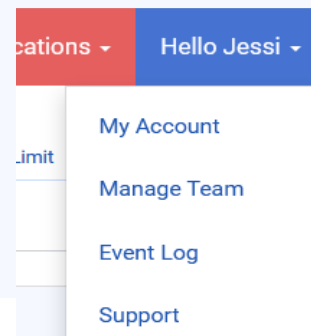 cations Hello Jessi
My Account
Limit
Manage Team
Event Log
Support